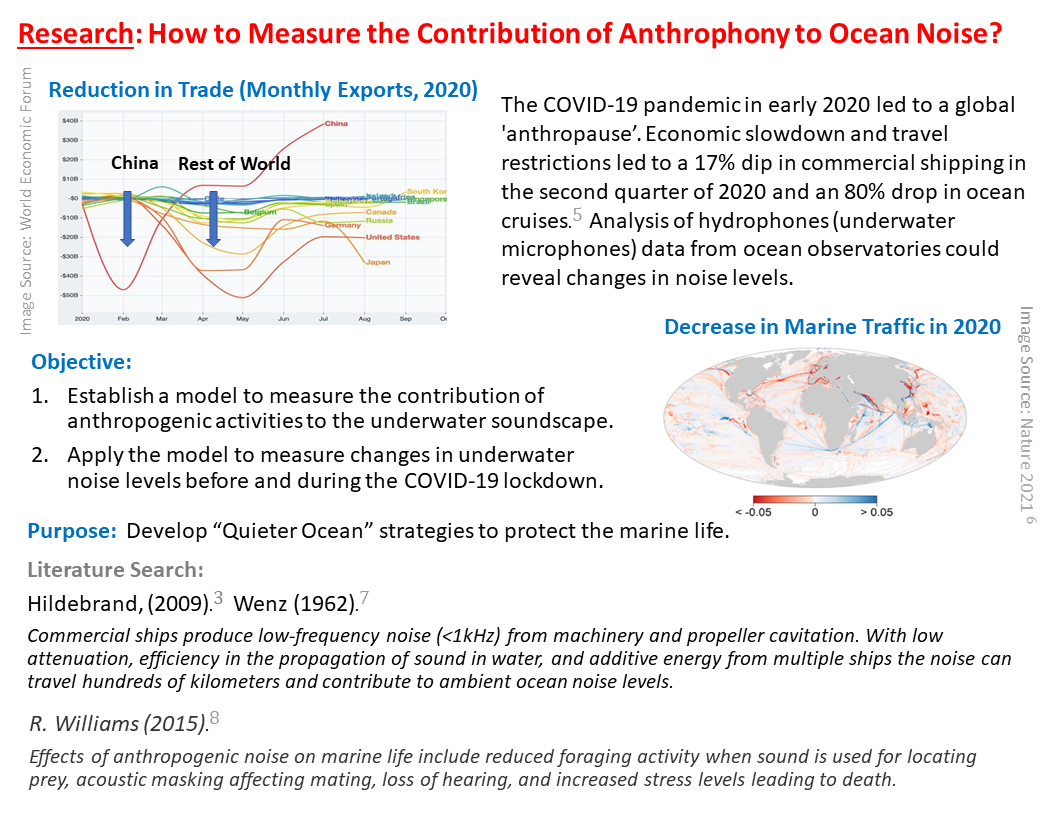 Research: How to Measure the Contribution of Anthrophony to Ocean Noise?
Image Source: World Economic Forum
Reduction in Trade (Monthly Exports, 2020)
$40B
$30B
$20B
$10B
-$0
-$10B
-$20B
-$30B
-$40B
-$50B
China
China
Rest of World
South Kor
Singapore
Belgium
Canada
Russia
Germany
United States
Japan
2020 Feb Mar Apr May Jun Jul Aug Sep
The COVID-19 pandemic in early 2020 led to a global
'anthropause’. Economic slowdown and travel
restrictions led to a 17% dip in commercial shipping in
the second quarter of 2020 and an 80% drop in ocean
cruises.5 Analysis of hydrophones (underwater
microphones) data from ocean observatories could
reveal changes in noise levels.
Decrease in Marine Traffic in 2020
< -0.05 0 > 0.05
Image Source: Nature 2021 6
Objective:
1. Establish a model to measure the contribution of
anthropogenic activities to the underwater soundscape.
2. Apply the model to measure changes in underwater
noise levels before and during the COVID-19 lockdown.
Purpose: Develop “Quieter Ocean” strategies to protect the marine life.
Literature Search:
Hildebrand, (2009).3 Wenz (1962).7
Commercial ships produce low-frequency noise (<1kHz) from machinery and propeller cavitation. With low
attenuation, efficiency in the propagation of sound in water, and additive energy from multiple ships the noise can
travel hundreds of kilometers and contribute to ambient ocean noise levels.
R. Williams (2015).8
Effects of anthropogenic noise on marine life include reduced foraging activity when sound is used for locating
prey, acoustic masking affecting mating, loss of hearing, and increased stress levels leading to death.